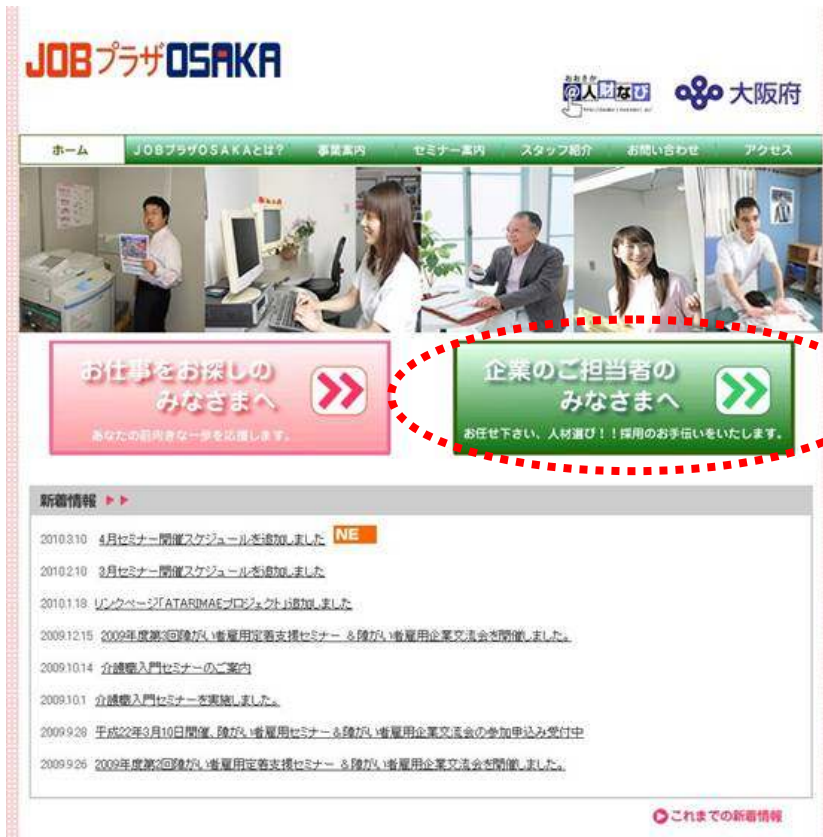 JOBプラザOSAKA
おおさか
@人財なび
大阪府
ホーム JOBプラザOSAKAとは? 事業案内 セミナー案内 スタッフ紹介 お問い合わせ アクセス
お仕事をお探しの
みなさまへ
あなたの前向きな一歩を応援します。
企業のご担当者の
みなさまへ
お任せ下さい、人材選び!!採用のお手伝いをいたします。
新着情報
2010.3.10 4月セミナー開催スケジュールを追加しました NE
2010.2.10 3月セミナー開催スケジュールを追加しました
2010.1.18 リンクページ「ATARIMAEプロジェクト」追加しました
2009.12.15 2009年度第3回障がい者雇用定着支援セミナー &障がい者雇用企業交流会を開催しました。
2009.10.14 介護職入門セミナーのご案内
2009.10.1 介護職入門セミナーを実施しました。
2009.9.28 平成22年3月10日開催、障がい者雇用セミナー&障がい者雇用企業交流会の参加申込み受付中
2009.9.26 2009年度第2回障がい者雇用定着支援セミナー &障がい者雇用企業交流会を開催しました。
これまでの新着情報